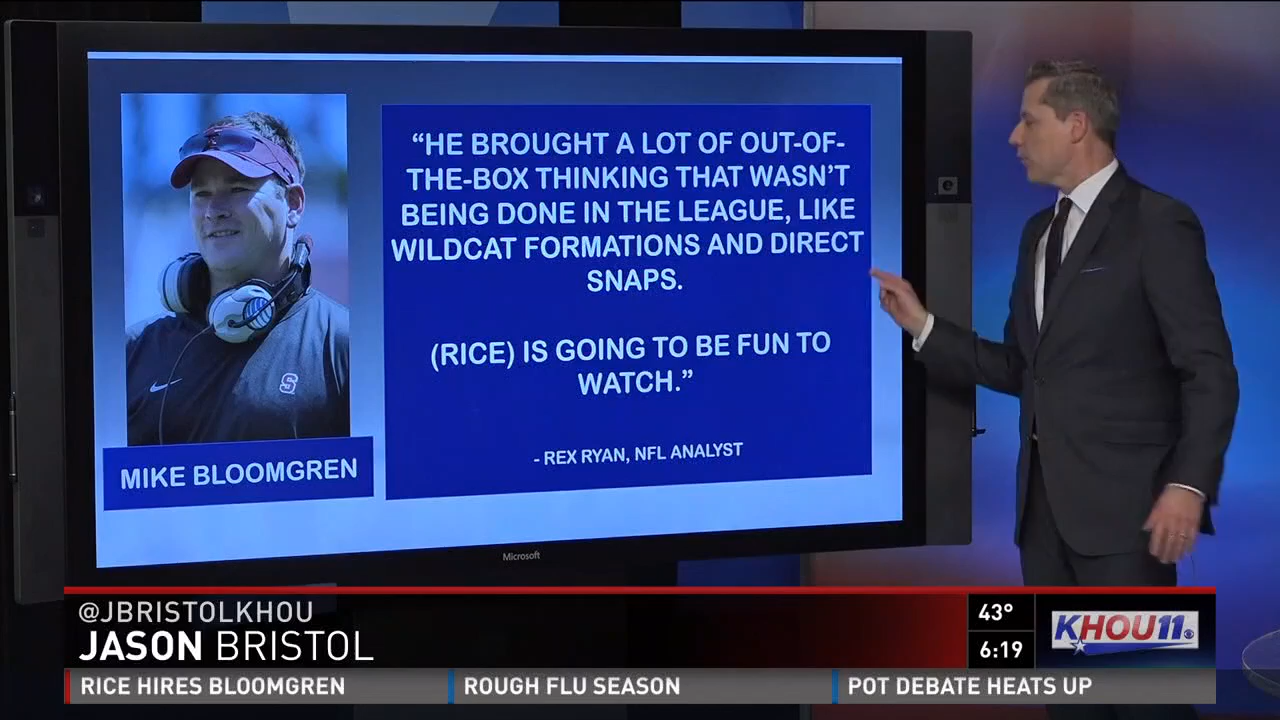 “HE BROUGHT A LOT OF OUT-OF-
THE-BOX THINKING THAT WASN’T
BEING DONE IN THE LEAGUE, LIKE
WILDCAT FORMATIONS AND DIRECT
SNAPS.
(RICE) IS GOING TO BE FUN TO
WATCH.”
- REX RYAN, NFL ANALYST
S
MIKE BLOOMGREN
Microsoft
@JBRISTOLKHOU
JASON BRISTOL
43°
6:19
KHOU11
RICE HIRES BLOOMGREN
ROUGH FLU SEASON
POT DEBATE HEATS UP